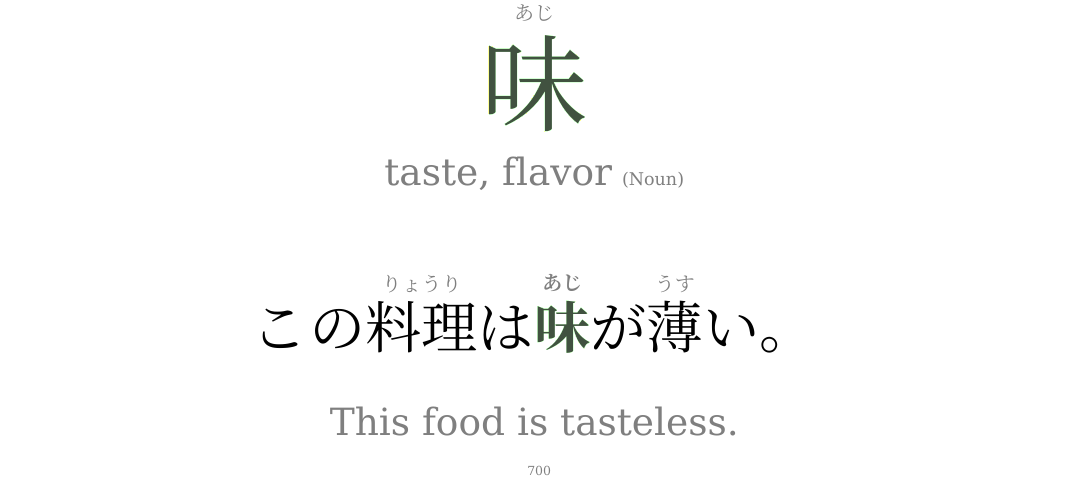 あじ
味
taste, flavor (Noun)
りょうり あじ うす
この料理は味が薄い。
This food is tasteless.
700